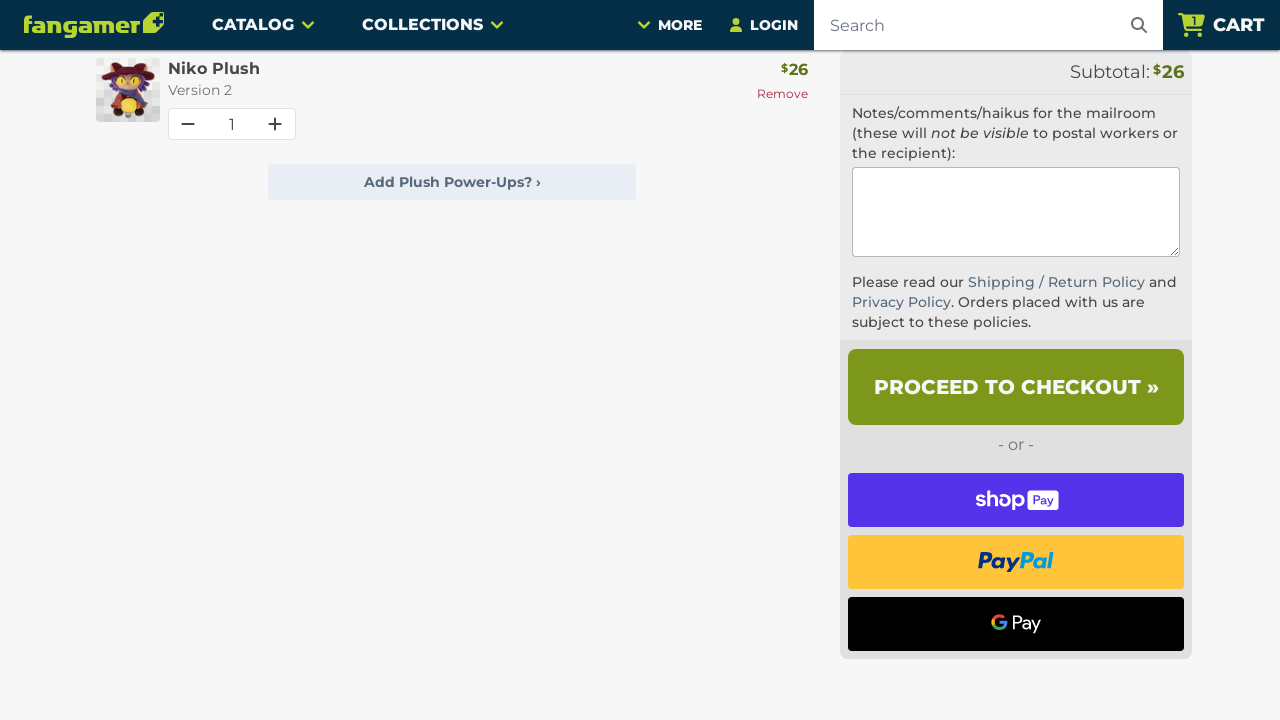 fangamer
CATALOG
COLLECTIONS
MORE
LOGIN
Search
1
CART
Niko Plush
$26
Version 2
Remove
1
Add Plush Power-Ups? ›
Subtotal: $26
Notes/comments/haikus for the mailroom
(these will not be visible to postal workers or
the recipient):
Please read our Shipping / Return Policy and
Privacy Policy. Orders placed with us are
subject to these policies.
PROCEED TO CHECKOUT »
- or -
shop Pay
PayPal
G Pay